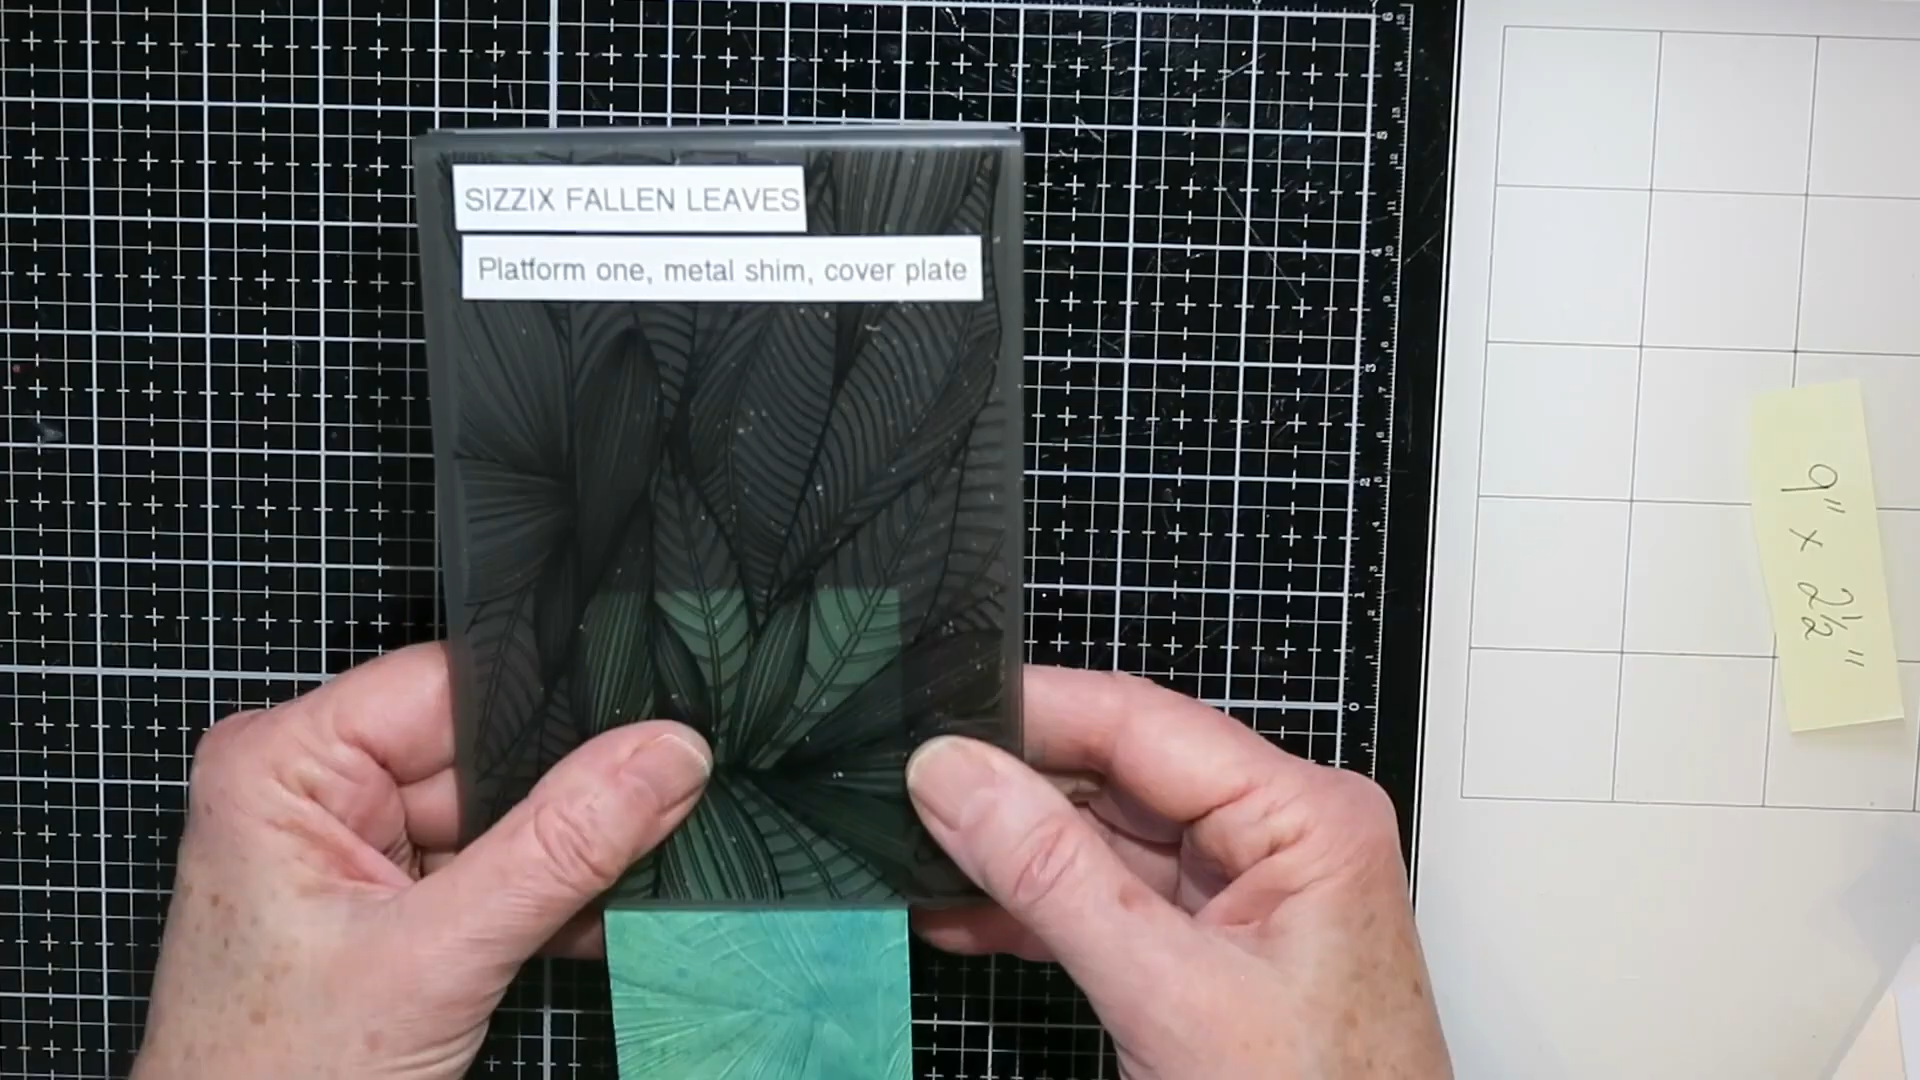 SIZZIX FALLEN LEAVES
Platform one, metal shim, cover plate
9" x 2½"